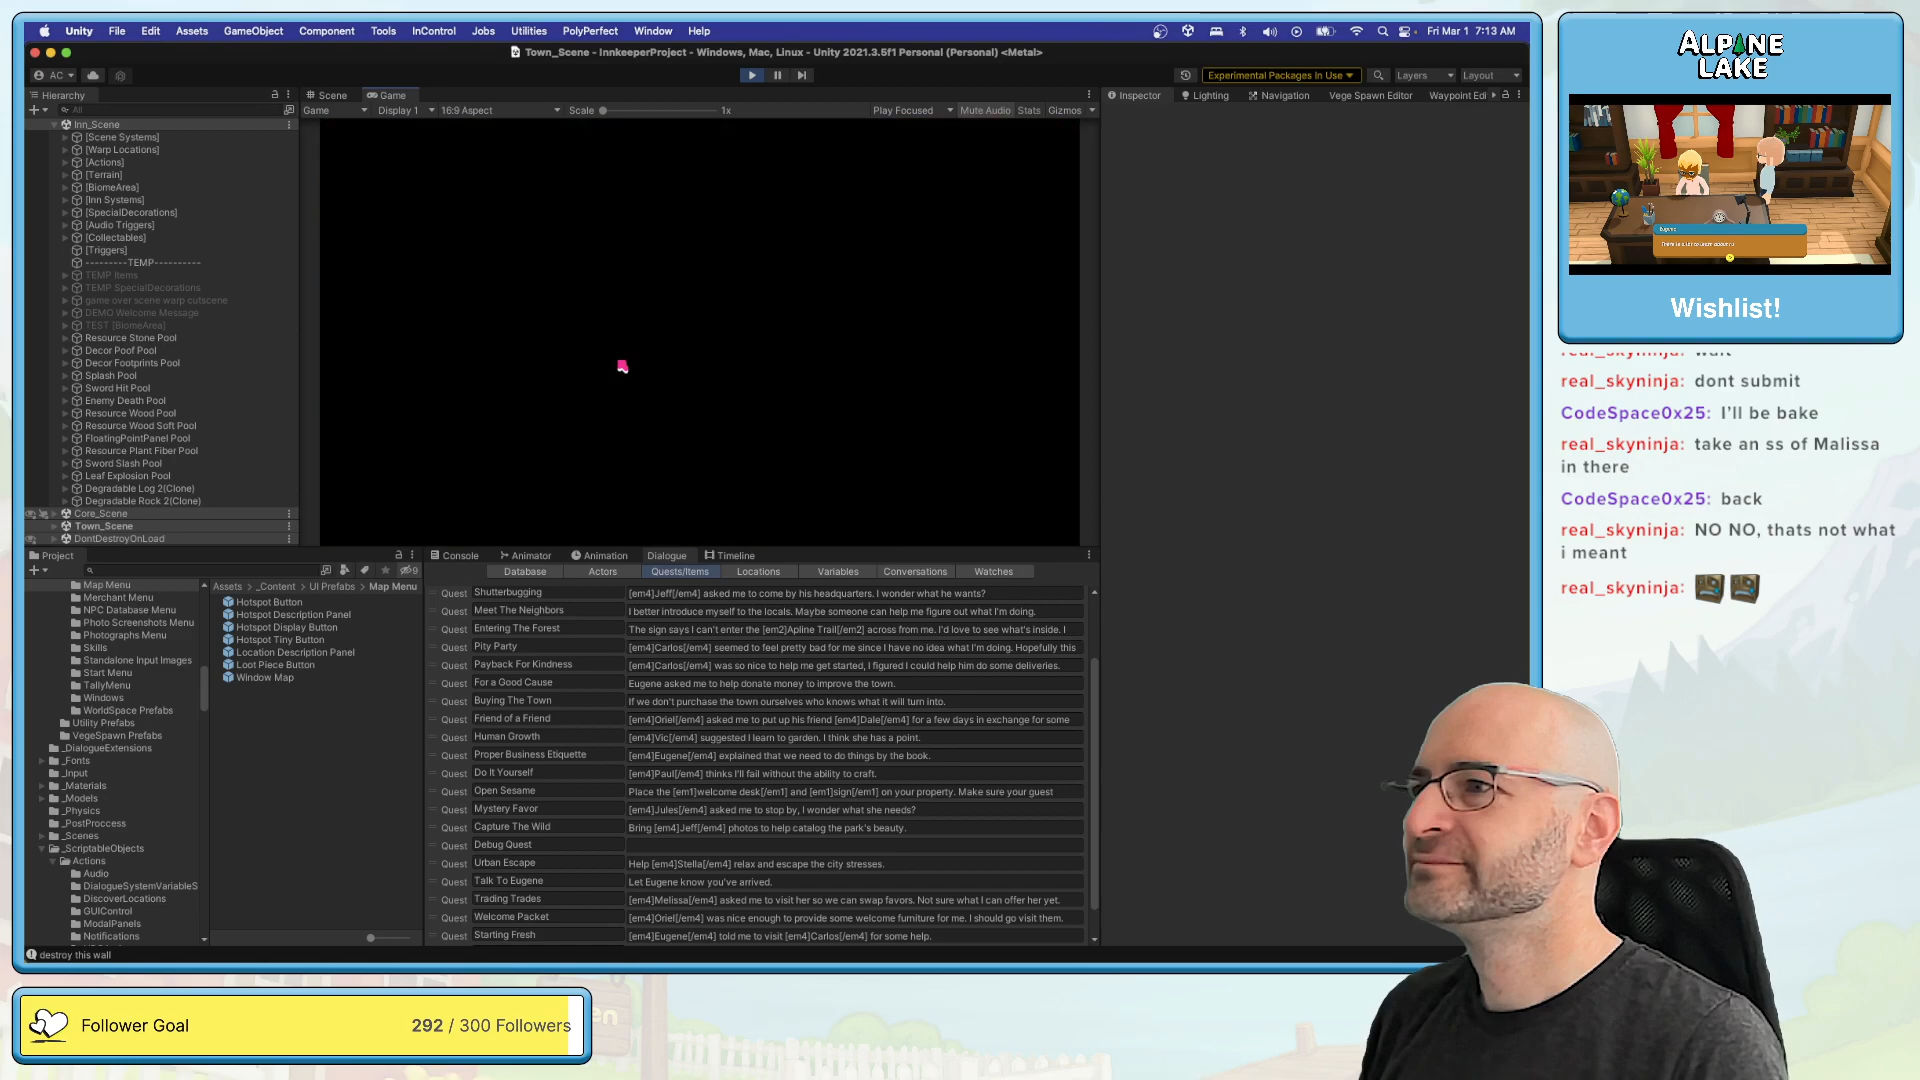 Unity File Edit Assets GameObject Component Tools InControl Jobs Utilities PolyPerfect Window Help
Fri Mar 1 7:13 AM
Town_Scene - InnkeeperProject - Windows, Mac, Linux - Unity 2021.3.5f1 Personal (Personal) <Metal>
AC
Experimental Packages In Use
Layers
Layout
Hierarchy
All
Inn_Scene
[Scene Systems]
[Warp Locations]
[Actions]
[Terrain]
[BiomeArea]
[Inn Systems]
[SpecialDecorations]
[Audio Triggers]
[Collectables]
[Triggers]
---------TEMP----------
TEMP Items
TEMP SpecialDecorations
game over scene warp cutscene
DEMO Welcome Message
TEST [BiomeArea]
Resource Stone Pool
Decor Poof Pool
Decor Footprints Pool
Splash Pool
Sword Hit Pool
Enemy Death Pool
Resource Wood Pool
Resource Wood Soft Pool
FloatingPointPanel Pool
Resource Plant Fiber Pool
Sword Slash Pool
Leaf Explosion Pool
Degradable Log 2(Clone)
Degradable Rock 2(Clone)
Core_Scene
Town_Scene
DontDestroyOnLoad
Scene Game
Game Display 1 16:9 Aspect Scale 1x Play Focused Mute Audio Stats Gizmos
Inspector Lighting Navigation Vege Spawn Editor Waypoint Edi
Project
9
Map Menu
Merchant Menu
NPC Database Menu
Photo Screenshots Menu
Photographs Menu
Skills
Standalone Input Images
Start Menu
TallyMenu
Windows
WorldSpace Prefabs
Utility Prefabs
VegeSpawn Prefabs
_DialogueExtensions
_Fonts
_Input
_Materials
_Models
_Physics
_PostProccess
_Scenes
_ScriptableObjects
Actions
Audio
DialogueSystemVariableS
DiscoverLocations
GUIControl
ModalPanels
Notifications
Assets > _Content > UI Prefabs > Map Menu
Hotspot Button
Hotspot Description Panel
Hotspot Display Button
Hotspot Tiny Button
Location Description Panel
Loot Piece Button
Window Map
Console Animator Animation Dialogue Timeline
Database Actors Quests/Items Locations Variables Conversations Watches
Quest Shutterbugging [em4]Jeff[/em4] asked me to come by his headquarters. I wonder what he wants?
Quest Meet The Neighbors I better introduce myself to the locals. Maybe someone can help me figure out what I'm doing.
Quest Entering The Forest The sign says I can't enter the [em2]Apline Trail[/em2] across from me. I'd love to see what's inside. I
Quest Pity Party [em4]Carlos[/em4] seemed to feel pretty bad for me since I have no idea what I'm doing. Hopefully this
Quest Payback For Kindness [em4]Carlos[/em4] was so nice to help me get started, I figured I could help him do some deliveries.
Quest For a Good Cause Eugene asked me to help donate money to improve the town.
Quest Buying The Town If we don't purchase the town ourselves who knows what it will turn into.
Quest Friend of a Friend [em4]Oriel[/em4] asked me to put up his friend [em4]Dale[/em4] for a few days in exchange for some
Quest Human Growth [em4]Vic[/em4] suggested I learn to garden. I think she has a point.
Quest Proper Business Etiquette [em4]Eugene[/em4] explained that we need to do things by the book.
Quest Do It Yourself [em4]Paul[/em4] thinks I'll fail without the ability to craft.
Quest Open Sesame Place the [em1]welcome desk[/em1] and [em1]sign[/em1] on your property. Make sure your guest
Quest Mystery Favor [em4]Jules[/em4] asked me to stop by, I wonder what she needs?
Quest Capture The Wild Bring [em4]Jeff[/em4] photos to help catalog the park's beauty.
Quest Debug Quest
Quest Urban Escape Help [em4]Stella[/em4] relax and escape the city stresses.
Quest Talk To Eugene Let Eugene know you've arrived.
Quest Trading Trades [em4]Melissa[/em4] asked me to visit her so we can swap favors. Not sure what I can offer her yet.
Quest Welcome Packet [em4]Oriel[/em4] was nice enough to provide some welcome furniture for me. I should go visit them.
Quest Starting Fresh [em4]Eugene[/em4] told me to visit [em4]Carlos[/em4] for some help.
destroy this wall
ALPINE
LAKE
Eugene
Wishlist!
real_skyninja: wait
real_skyninja: dont submit
CodeSpace0x25: I'll be bake
real_skyninja: take an ss of Malissa
in there
CodeSpace0x25: back
real_skyninja: NO NO, thats not what
i meant
real_skyninja:
Follower Goal 292 / 300 Followers